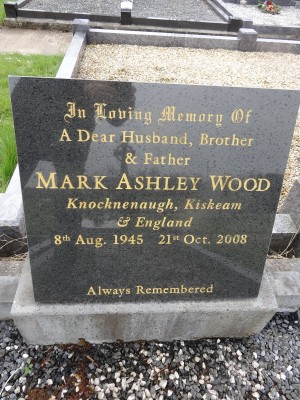 In Loving Memory Of
A Dear Husband, Brother
& Father
MARK ASHLEY WOOD
Knocknenaugh, Kiskeam
& England
8th Aug. 1945 21st Oct. 2008
Always Remembered